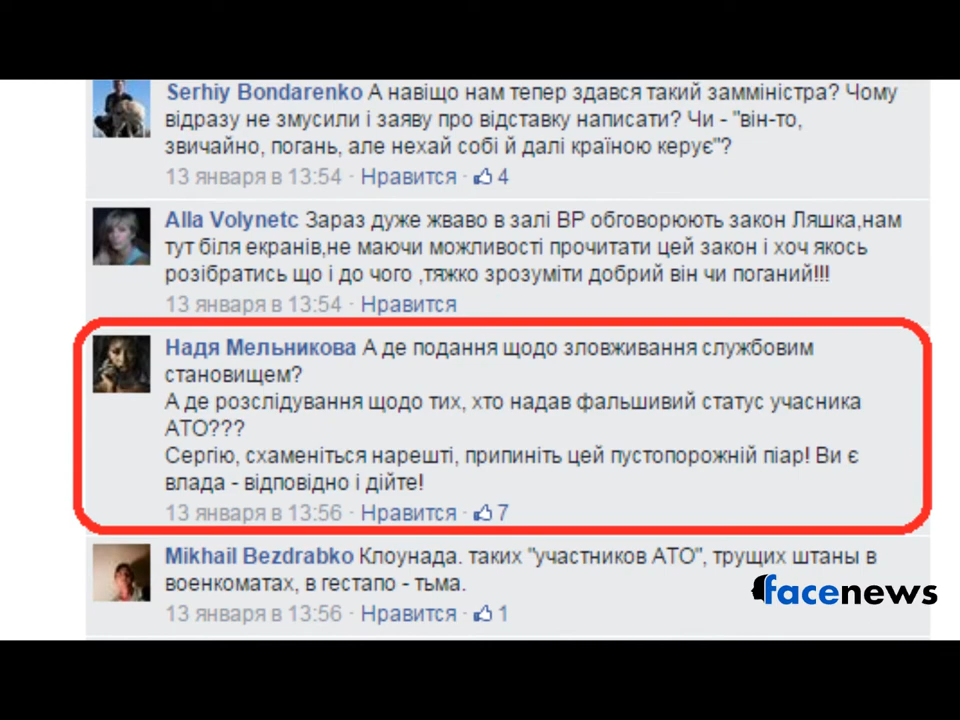 Serhiy Bondarenko А навіщо нам тепер здався такий замміністра? Чому
відразу не змусили і заяву про відставку написати? Чи - "він-то,
звичайно, погань, але нехай собі й далі країною керує"?
13 января в 13:54 · Нравится · 4
Alla Volynetc Зараз дуже жваво в залі ВР обговорюють закон Ляшка,нам
тут біля екранів,не маючи можливості прочитати цей закон і хоч якось
розібратись що і до чого ,тяжко зрозуміти добрий він чи поганий!!!
13 января в 13:54 · Нравится
Надя Мельникова А де подання щодо зловживання службовим
становищем?
А де розслідування щодо тих, хто надав фальшивий статус учасника
АТО???
Сергію, схаменіться нарешті, припиніть цей пустопорожній піар! Ви є
влада - відповідно і дійте!
13 января в 13:56 · Нравится · 7
Mikhail Bezdrabko Клоунада. таких "участников АТО", трущих штаны в
военкоматах, в гестапо - тьма.
13 января в 13:56 · Нравится · 1
facenews